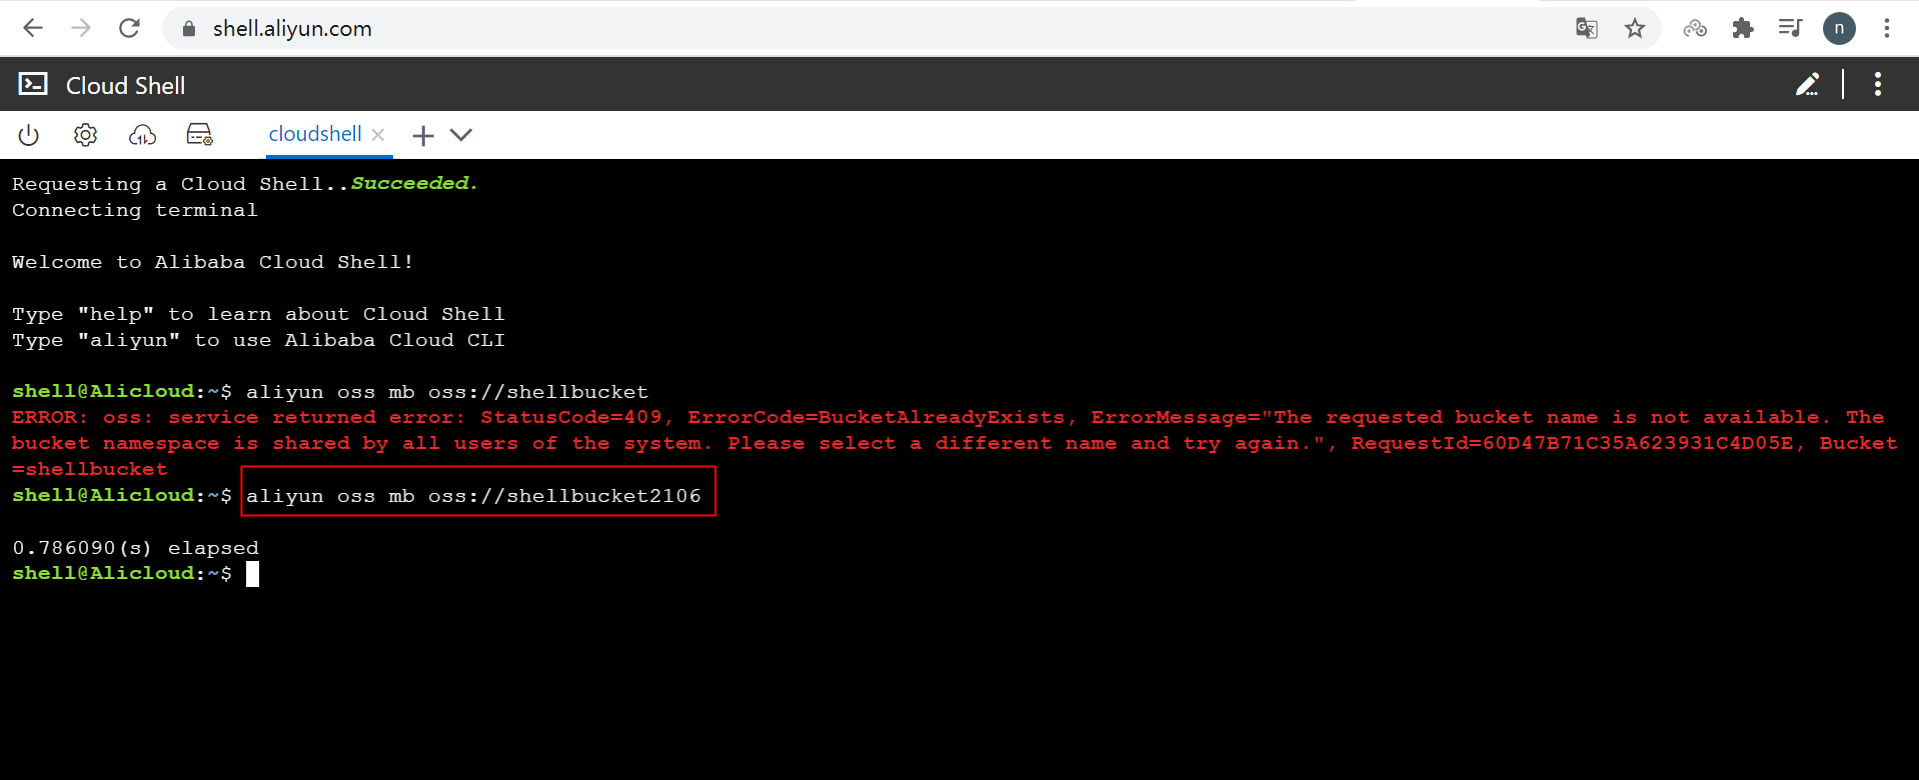 shell.aliyun.com
n
Cloud Shell
cloudshell
Requesting a Cloud Shell..Succeeded.
Connecting terminal
Welcome to Alibaba Cloud Shell!
Type "help" to learn about Cloud Shell
Type "aliyun" to use Alibaba Cloud CLI
shell@Alicloud:~$ aliyun oss mb oss://shellbucket
ERROR: oss: service returned error: StatusCode=409, ErrorCode=BucketAlreadyExists, ErrorMessage="The requested bucket name is not available. The
bucket namespace is shared by all users of the system. Please select a different name and try again.", RequestId=60D47B71C35A623931C4D05E, Bucket
=shellbucket
shell@Alicloud:~$ aliyun oss mb oss://shellbucket2106
0.786090(s) elapsed
shell@Alicloud:~$